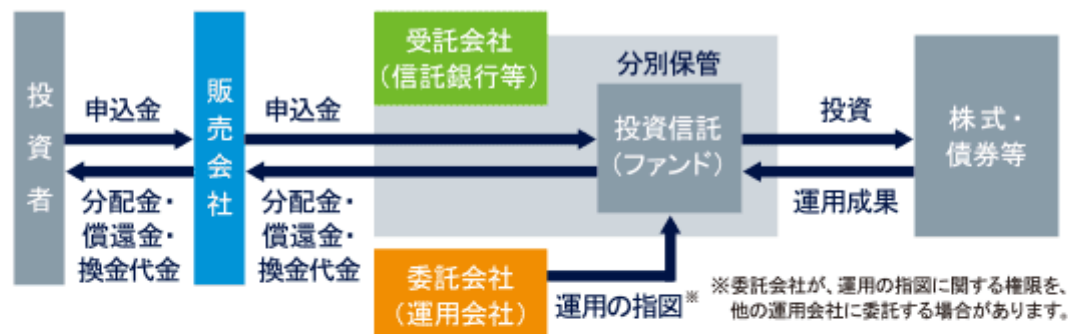 投資者
申込金
分配金・
償還金・
換金代金
販売会社
申込金
分配金・
償還金・
換金代金
受託会社
（信託銀行等）
分別保管
投資信託
（ファンド）
委託会社
（運用会社）
運用の指図※
投資
運用成果
株式・
債券等
※委託会社が、運用の指図に関する権限を、
他の運用会社に委託する場合があります。